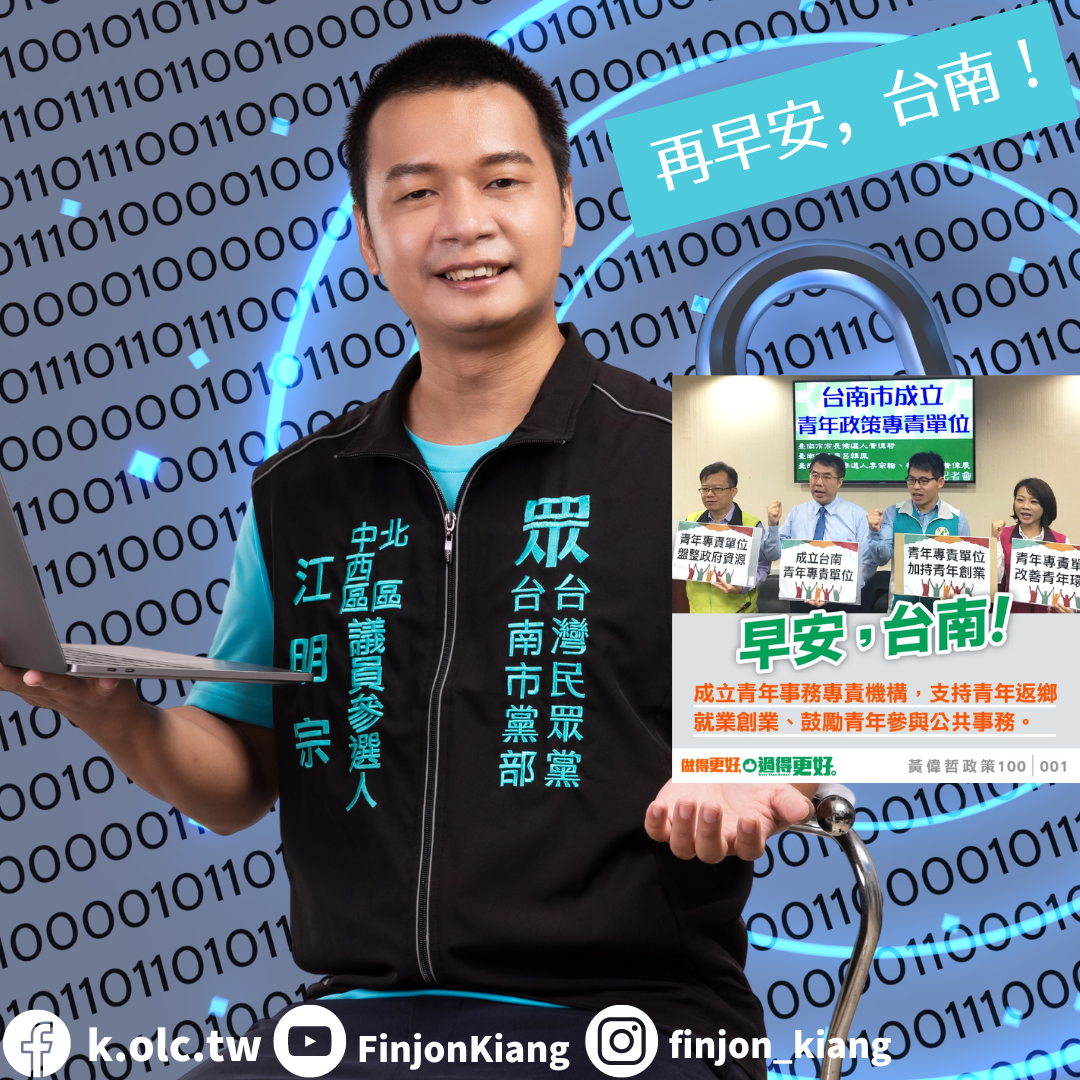 再早安，台南！
眾
台灣民眾黨
台南市黨部
北區
中西區
議員參選人
江明宗
台南市成立
青年政策專責單位
記者會
青年專責單位
盤整政府資源
成立台南
青年專責單位
青年專責單位
加持青年創業
青年專責單
改善青年環
早安，台南!
成立青年事務專責機構，支持青年返鄉
就業創業、鼓勵青年參與公共事務。
做得更好，過得更好。
黃偉哲政策100 | 001
k.olc.tw
FinjonKiang
finjon_kiang